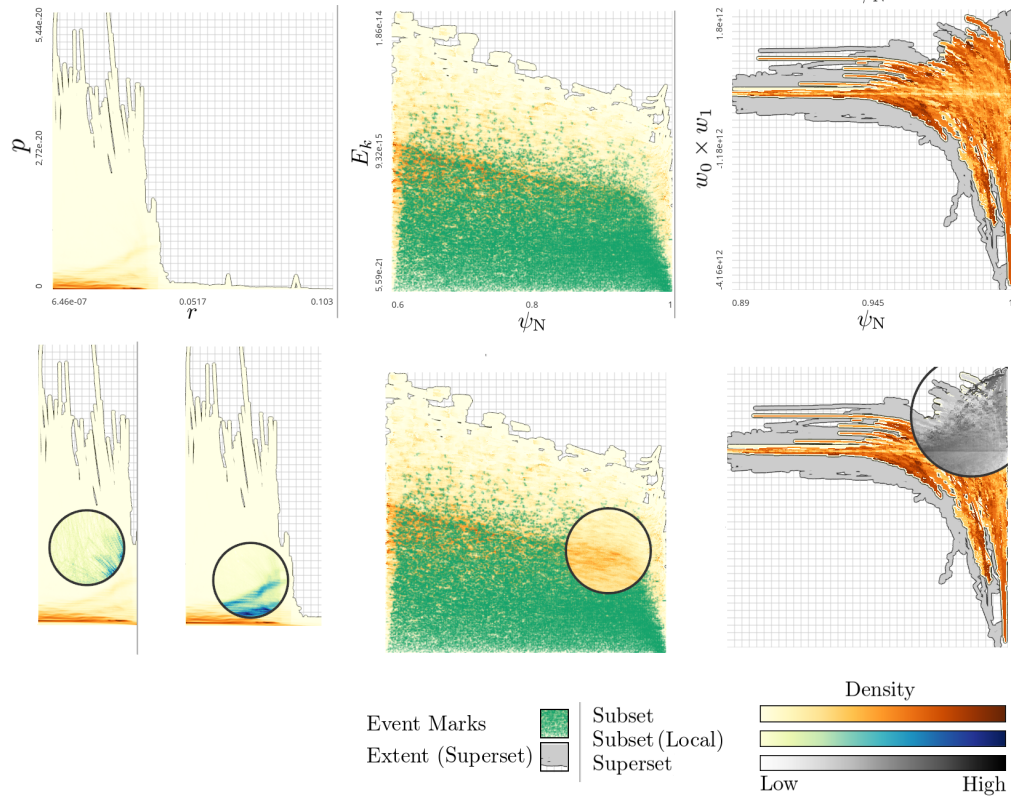 5.44e.20
p
2.72e.20
0
6.46e-07
0.0517
0.103
r
1.86e.14
E_k
9.32e.15
5.59e.21
0.6
0.8
1
ψ_N
1.8e+12
w_0 × w_1
-1.18e+12
-4.16e+12
0.89
0.945
1
ψ_N
Density
Event Marks
Extent (Superset)
Subset
Subset (Local)
Superset
Low
High